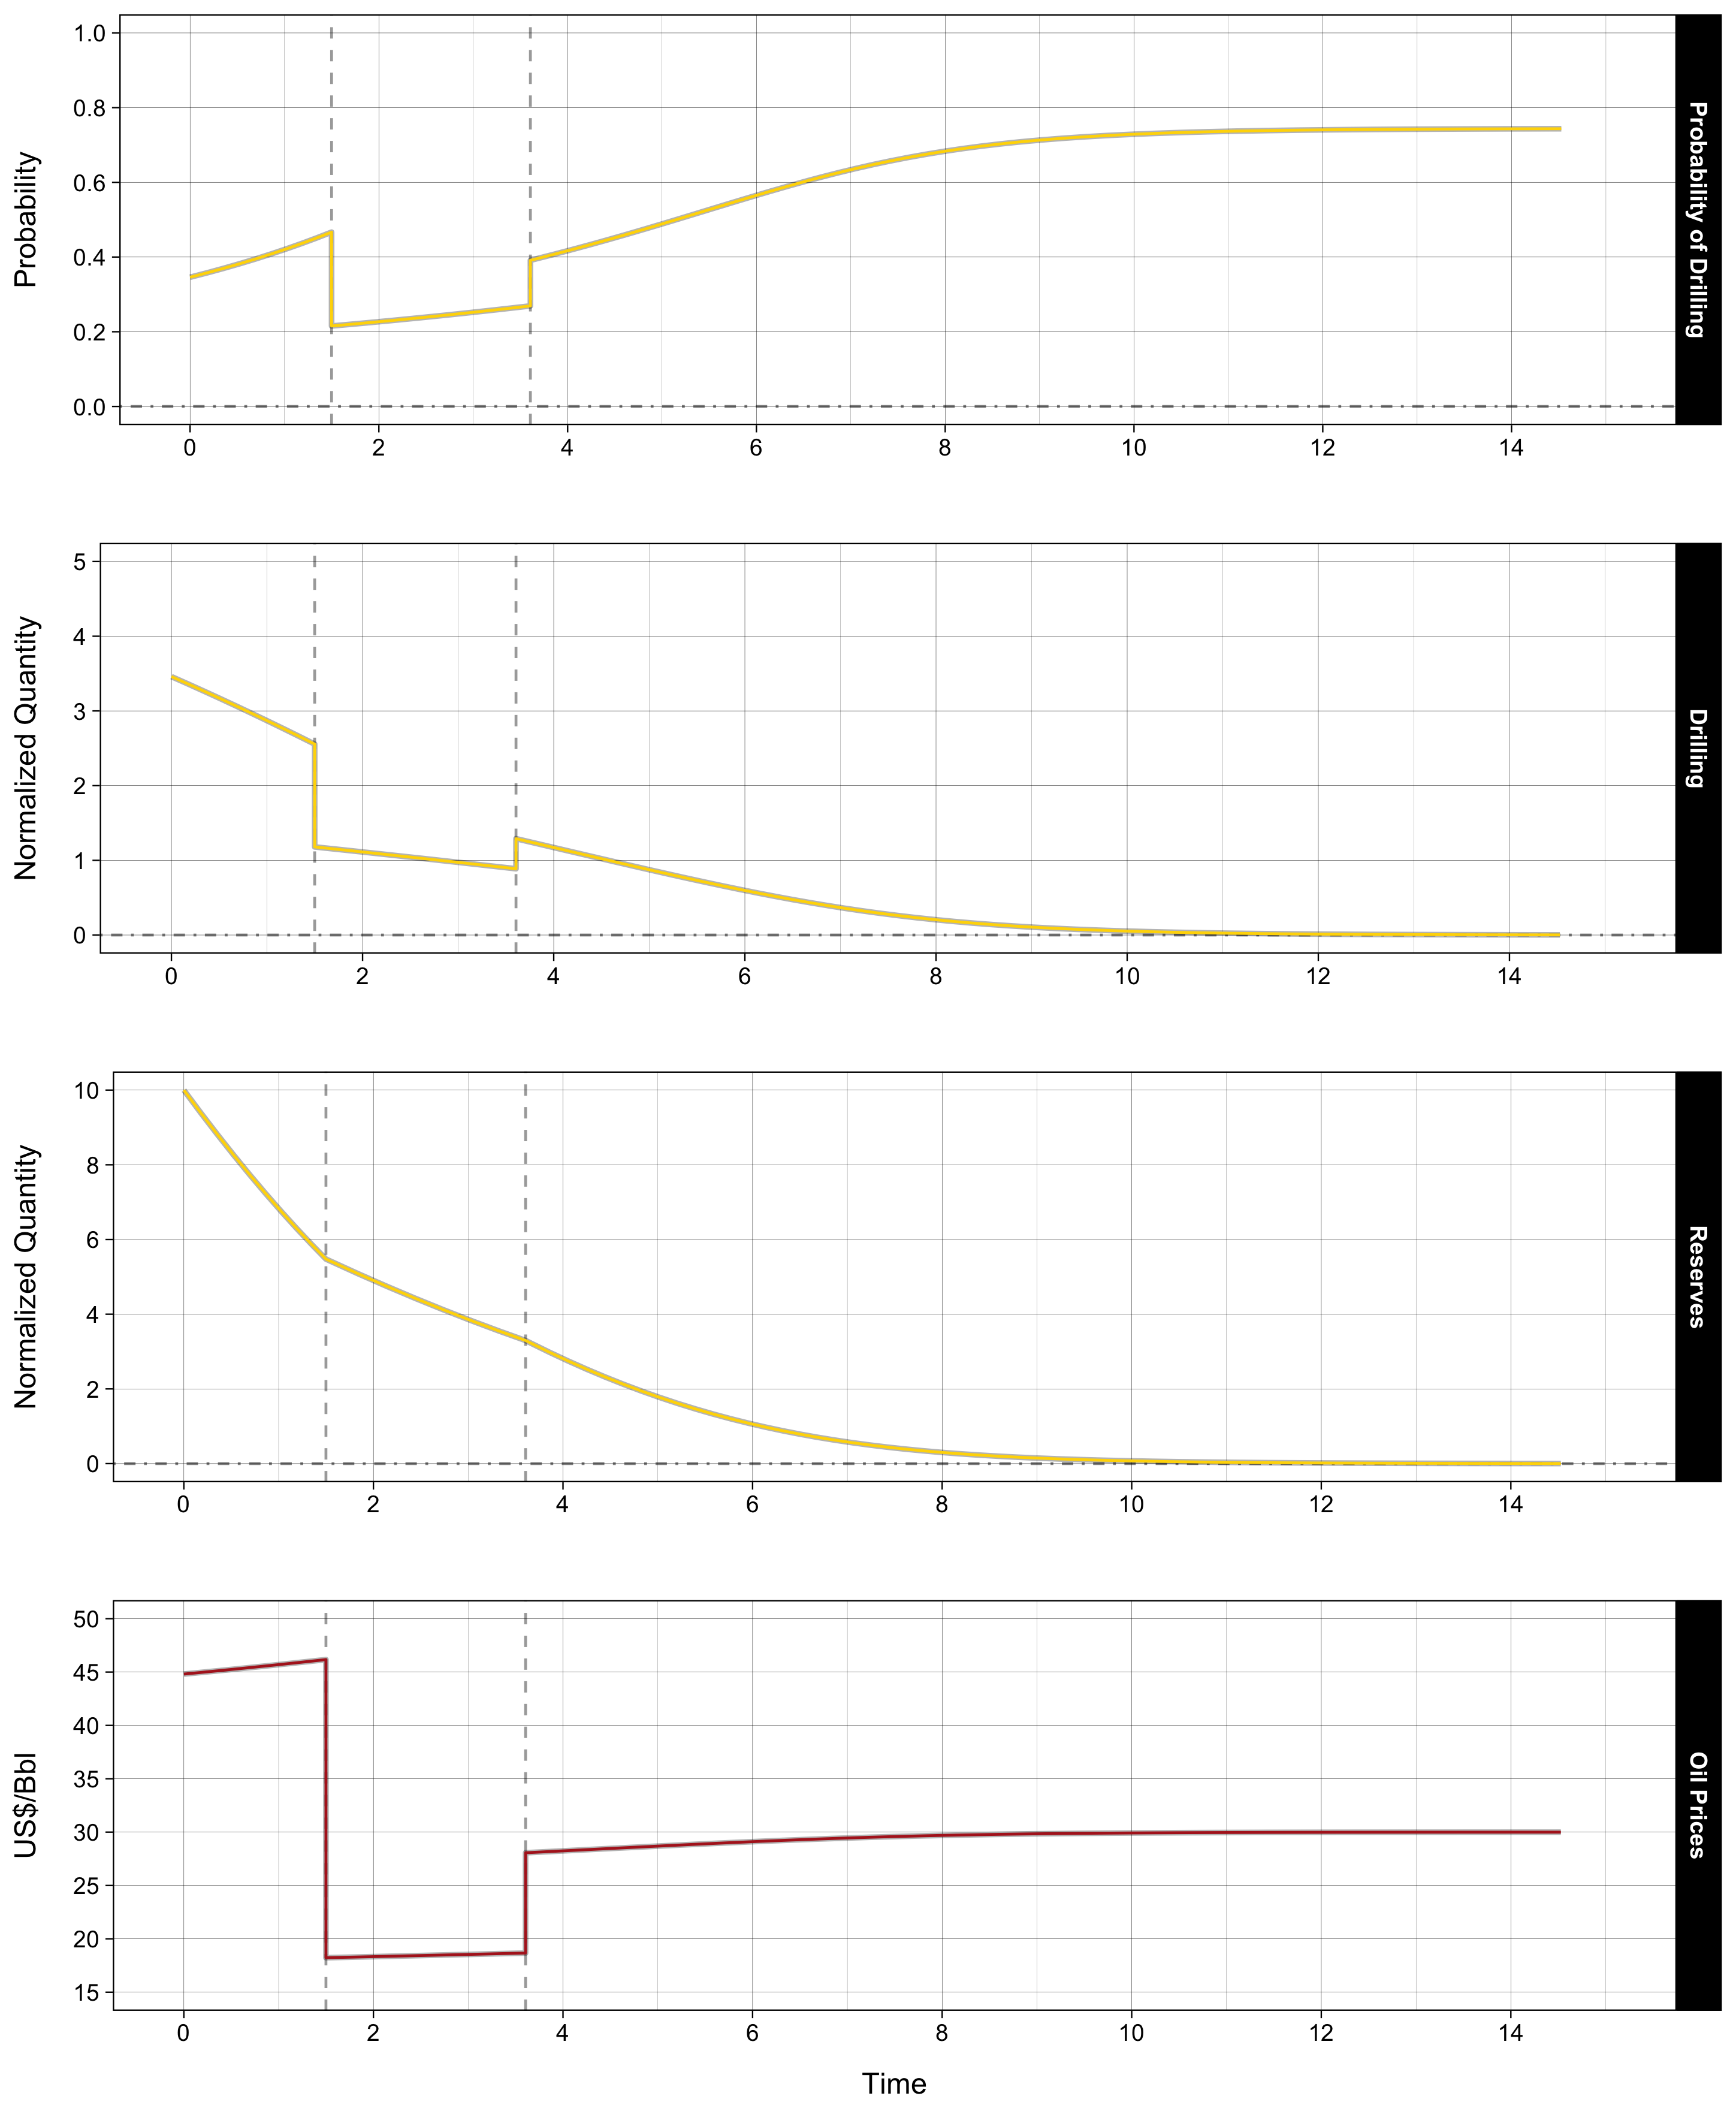 Probability
1.0
0.8
0.6
0.4
0.2
0.0
0 2 4 6 8 10 12 14
Probability of Drilling
Normalized Quantity
5
4
3
2
1
0
0 2 4 6 8 10 12 14
Drilling
Normalized Quantity
10
8
6
4
2
0
0 2 4 6 8 10 12 14
Reserves
US$/Bbl
50
45
40
35
30
25
20
15
0 2 4 6 8 10 12 14
Oil Prices
Time